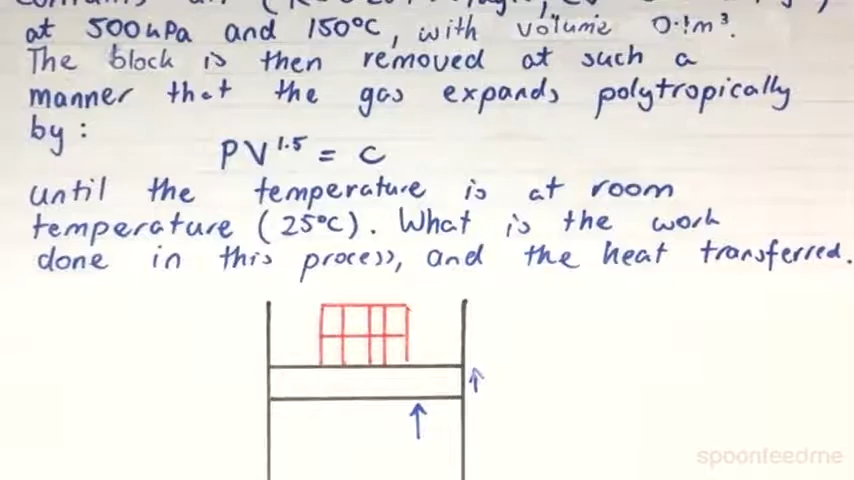 at 500kPa and 150°C, with volume 0.1m³.
The block is then removed at such a
manner that the gas expands polytropically
by:
PV^1.5 = C
until the temperature is at room
temperature (25°C). What is the work
done in this process, and the heat transferred.
spoonfeedme